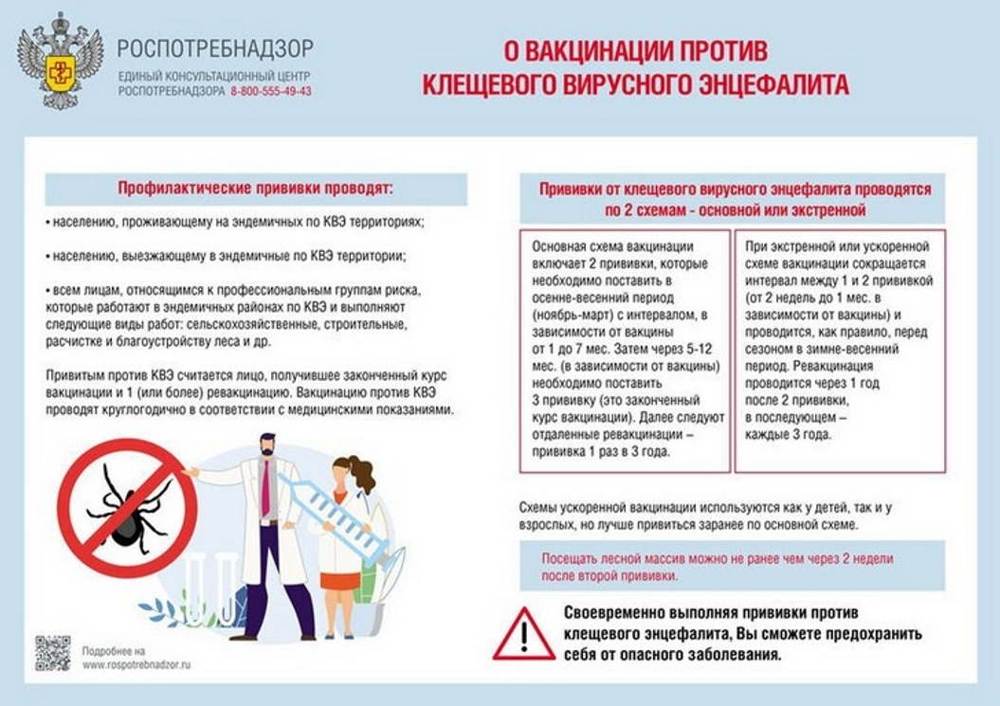 РОСПОТРЕБНАДЗОР
ЕДИНЫЙ КОНСУЛЬТАЦИОННЫЙ ЦЕНТР
РОСПОТРЕБНАДЗОРА 8-800-555-49-43
О ВАКЦИНАЦИИ ПРОТИВ
КЛЕЩЕВОГО ВИРУСНОГО ЭНЦЕФАЛИТА
Профилактические прививки проводят:
• населению, проживающему на эндемичных по КВЭ территориях;
• населению, выезжающему в эндемичные по КВЭ территории;
• всем лицам, относящимся к профессиональным группам риска,
которые работают в эндемичных районах по КВЭ и выполняют
следующие виды работ: сельскохозяйственные, строительные,
расчистке и благоустройству леса и др.
Привитым против КВЭ считается лицо, получившее законченный курс
вакцинации и 1 (или более) ревакцинацию. Вакцинацию против КВЭ
проводят круглогодично в соответствии с медицинскими показаниями.
Подробнее на
www.rospotrebnadzor.ru
Прививки от клещевого вирусного энцефалита проводятся
по 2 схемам - основной или экстренной
Основная схема вакцинации
включает 2 прививки, которые
необходимо поставить в
осенне-весенний период
(ноябрь-март) с интервалом, в
зависимости от вакцины
от 1 до 7 мес. Затем через 5-12
мес. (в зависимости от вакцины)
необходимо поставить
3 прививку (это законченный
курс вакцинации). Далее следуют
отдаленные ревакцинации –
прививка 1 раз в 3 года.
При экстренной или ускоренной
схеме вакцинации сокращается
интервал между 1 и 2 прививкой
(от 2 недель до 1 мес. в
зависимости от вакцины) и
проводится, как правило, перед
сезоном в зимне-весенний
период. Ревакцинация
проводится через 1 год
после 2 прививки,
в последующем –
каждые 3 года.
Схемы ускоренной вакцинации используются как у детей, так и у
взрослых, но лучше привиться заранее по основной схеме.
Посещать лесной массив можно не ранее чем через 2 недели
после второй прививки.
Своевременно выполняя прививки против
клещевого энцефалита, Вы сможете предохранить
себя от опасного заболевания.